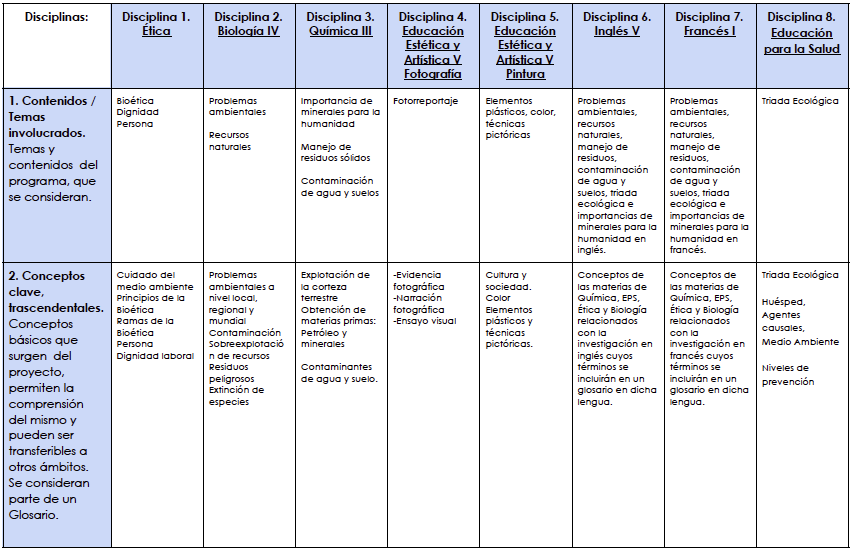 Disciplinas:
Disciplina 1.
Ética
Disciplina 2.
Biología IV
Disciplina 3.
Química III
Disciplina 4.
Educación
Estética y
Artística V
Fotografía
Disciplina 5.
Educación
Estética y
Artística V
Pintura
Disciplina 6.
Inglés V
Disciplina 7.
Francés I
Disciplina 8.
Educación
para la Salud
1. Contenidos /
Temas
involucrados.
Temas y
contenidos del
programa, que
se consideran.
Bioética
Dignidad
Persona
Problemas
ambientales
Recursos
naturales
Importancia de
minerales para la
humanidad
Manejo de
residuos sólidos
Contaminación
de agua y suelos
Fotorreportaje
Elementos
plásticos, color,
técnicas
pictóricas
Problemas
ambientales,
recursos
naturales,
manejo de
residuos,
contaminación
de agua y
suelos, triada
ecológica e
importancias de
minerales para la
humanidad en
inglés.
Problemas
ambientales,
recursos
naturales,
manejo de
residuos,
contaminación
de agua y
suelos, triada
ecológica e
importancias de
minerales para la
humanidad en
francés.
Triada Ecológica
2. Conceptos
clave,
trascendentales.
Conceptos
básicos que
surgen del
proyecto,
permiten la
comprensión
del mismo y
pueden ser
transferibles a
otros ámbitos.
Se consideran
parte de un
Glosario.
Cuidado del
medio ambiente
Principios de la
Bioética
Ramas de la
Bioética
Persona
Dignidad laboral
Problemas
ambientales a
nivel local,
regional y
mundial
Contaminación
Sobreexplotació
n de recursos
Residuos
peligrosos
Extinción de
especies
Explotación de
la corteza
terrestre
Obtención de
materias primas:
Petróleo y
minerales
Contaminantes
de agua y suelo.
-Evidencia
fotográfica
-Narración
fotográfica
-Ensayo visual
Cultura y
sociedad.
Color
Elementos
plásticos y
técnicas
pictóricas.
Conceptos de
las materias de
Química, EPS,
Ética y Biología
relacionados
con la
investigación en
inglés cuyos
términos se
incluirán en un
glosario en dicha
lengua.
Conceptos de
las materias de
Química, EPS,
Ética y Biología
relacionados
con la
investigación en
francés cuyos
términos se
incluirán en un
glosario en dicha
lengua.
Triada Ecológica
Huésped,
Agentes
causales,
Medio Ambiente
Niveles de
prevención